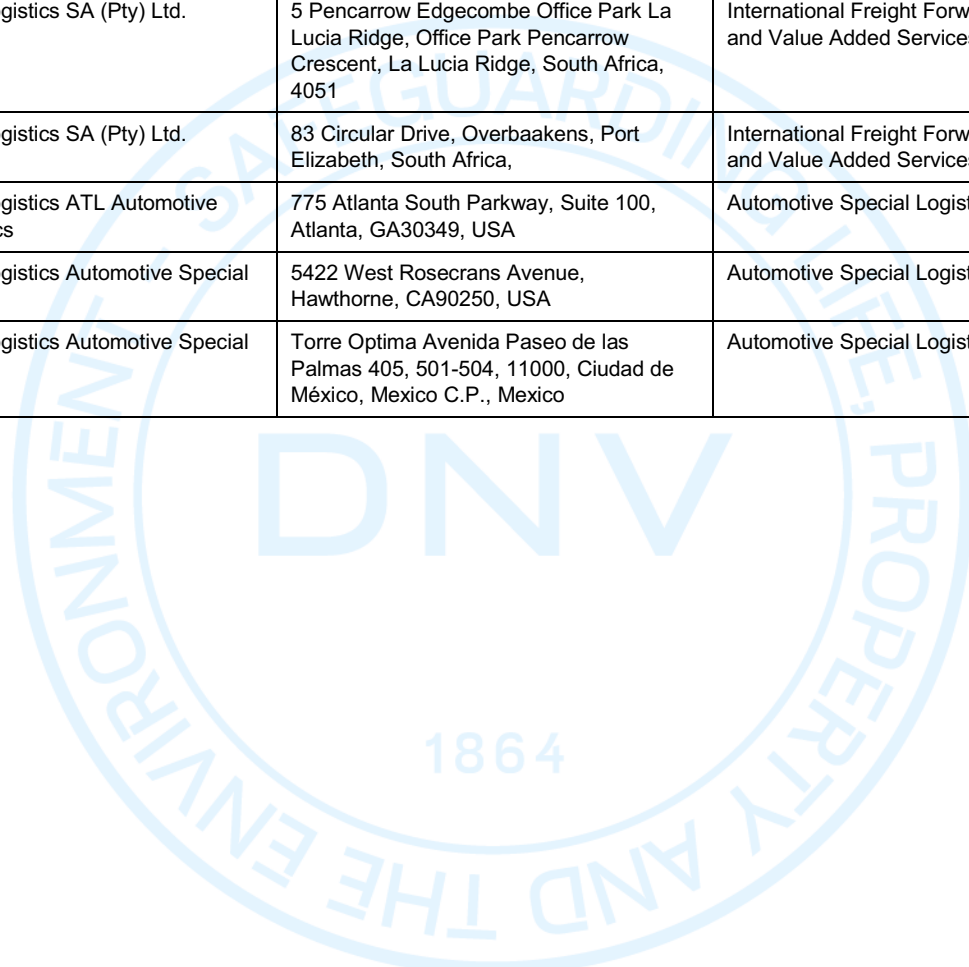 gistics SA (Pty) Ltd.
5 Pencarrow Edgecombe Office Park La
Lucia Ridge, Office Park Pencarrow
Crescent, La Lucia Ridge, South Africa,
4051
International Freight Forw
and Value Added Services
gistics SA (Pty) Ltd.
83 Circular Drive, Overbaakens, Port
Elizabeth, South Africa,
International Freight Forw
and Value Added Services
gistics ATL Automotive
cs
775 Atlanta South Parkway, Suite 100,
Atlanta, GA30349, USA
Automotive Special Logist
gistics Automotive Special
5422 West Rosecrans Avenue,
Hawthorne, CA90250, USA
Automotive Special Logist
gistics Automotive Special
Torre Optima Avenida Paseo de las
Palmas 405, 501-504, 11000, Ciudad de
México, Mexico C.P., Mexico
Automotive Special Logist
SAFEGUARDING LIFE, PROPERTY AND THE ENVIRONMENT -
DNV
1864